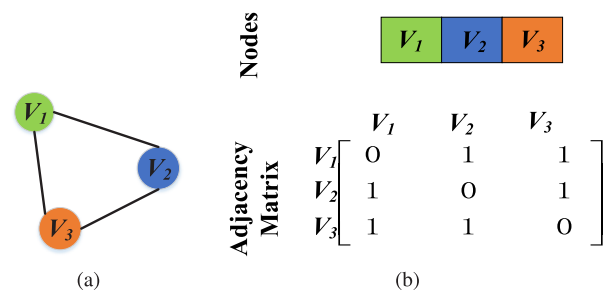 V1
V2
V3
(a)
Nodes
V1 V2 V3
Adjacency
Matrix
V1 V2 V3
V1 0 1 1
V2 1 0 1
V3 1 1 0
(b)